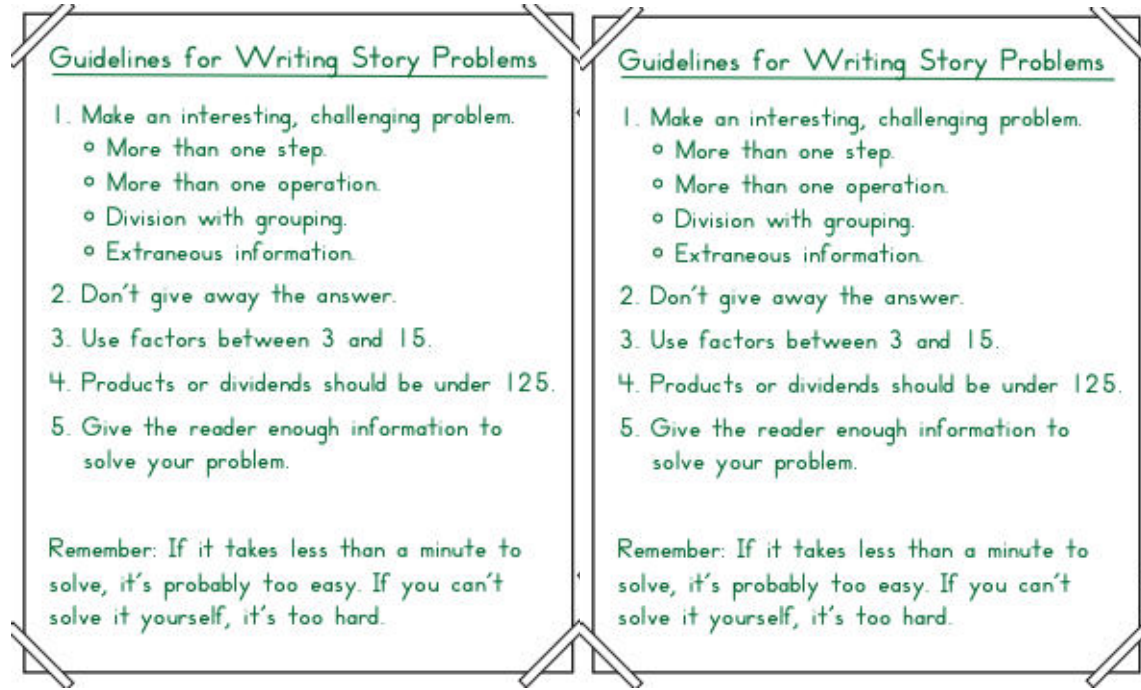 Guidelines for Writing Story Problems
1. Make an interesting, challenging problem.
° More than one step.
° More than one operation.
° Division with grouping.
° Extraneous information.
2. Don't give away the answer.
3. Use factors between 3 and 15.
4. Products or dividends should be under 125.
5. Give the reader enough information to
solve your problem.
Remember: If it takes less than a minute to
solve, it's probably too easy. If you can't
solve it yourself, it's too hard.
Guidelines for Writing Story Problems
1. Make an interesting, challenging problem.
° More than one step.
° More than one operation.
° Division with grouping.
° Extraneous information.
2. Don't give away the answer.
3. Use factors between 3 and 15.
4. Products or dividends should be under 125.
5. Give the reader enough information to
solve your problem.
Remember: If it takes less than a minute to
solve, it's probably too easy. If you can't
solve it yourself, it's too hard.